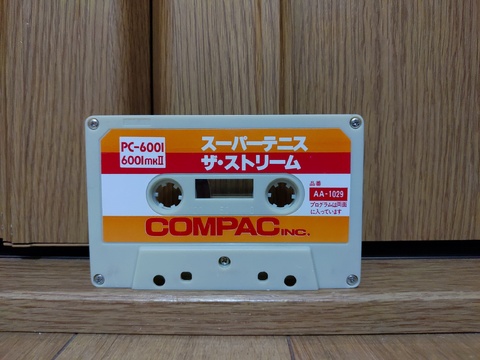 PC-6001
6001mkII
スーパーテニス
ザ・ストリーム
品番
AA-1029
プログラムは両面
に入っています
COMPAC INC.